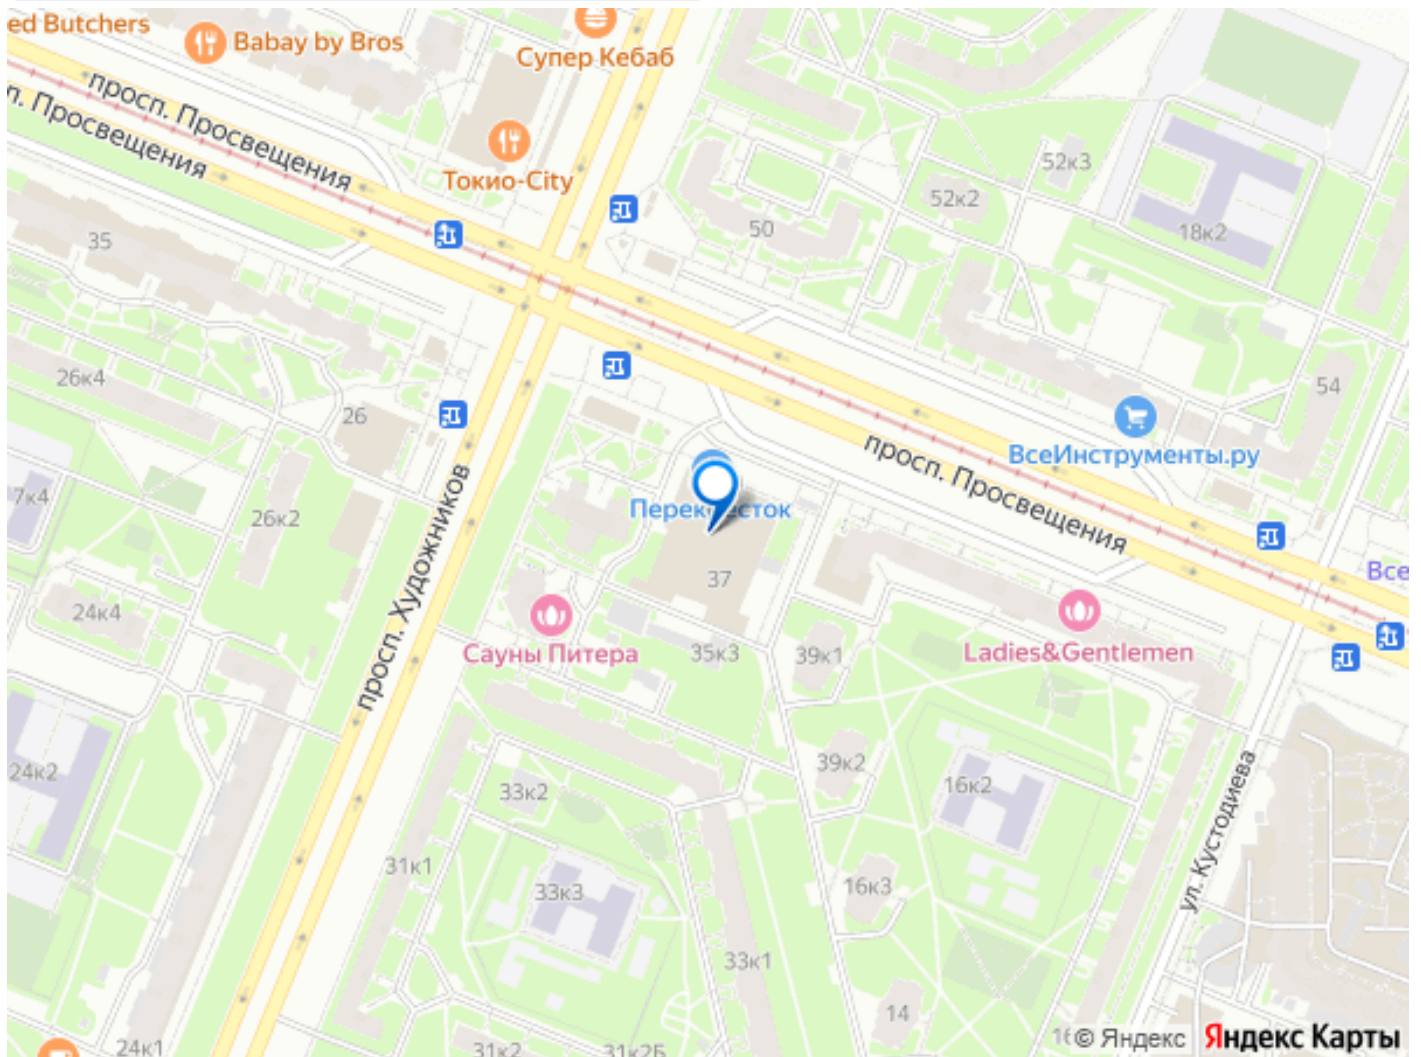 ed Butchers
Babay by Bros
Супер Кебаб
просп. Просвещения
п. Просвещения
Токио-City
52к3
52к2
50
18к2
35
26к4
26
54
ВсеИнструменты.ру
просп. Просвещения
7к4
26к2
просп. Художников
37
Все
24к4
Сауны Питера
35к3
39к1
Ladies&Gentlemen
24к2
33к2
39к2
16к2
ул. Кустодиева
31к1
33к3
16к3
33к1
14
24к1
31к2
31к2Б
16
© Яндекс
Яндекс Карты